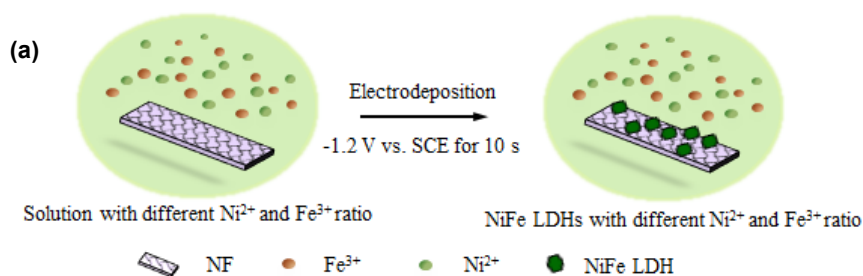 (a)
Electrodeposition
-1.2 V vs. SCE for 10 s
Solution with different Ni²⁺ and Fe³⁺ ratio
NiFe LDHs with different Ni²⁺ and Fe³⁺ ratio
NF
Fe³⁺
Ni²⁺
NiFe LDH